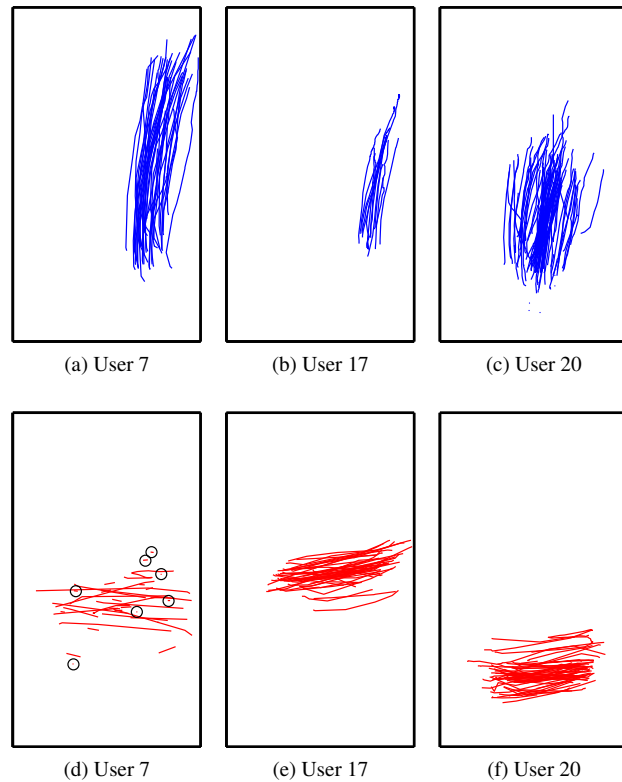 (a) User 7
(b) User 17
(c) User 20
(d) User 7
(e) User 17
(f) User 20